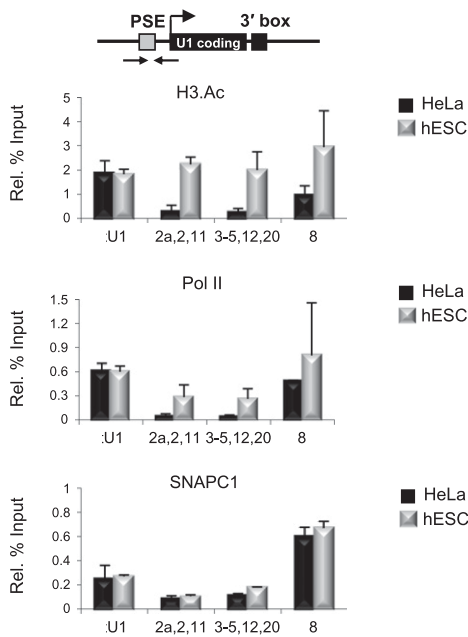 PSE
3′ box
U1 coding
H3.Ac
Rel. % Input
5
4
3
2
1
0
:U1 2a,2,11 3-5,12,20 8
HeLa
hESC
Pol II
Rel. % Input
1.5
1.2
0.9
0.6
0.3
0
:U1 2a,2,11 3-5,12,20 8
HeLa
hESC
SNAPC1
Rel. % Input
1
0.8
0.6
0.4
0.2
0
:U1 2a,2,11 3-5,12,20 8
HeLa
hESC